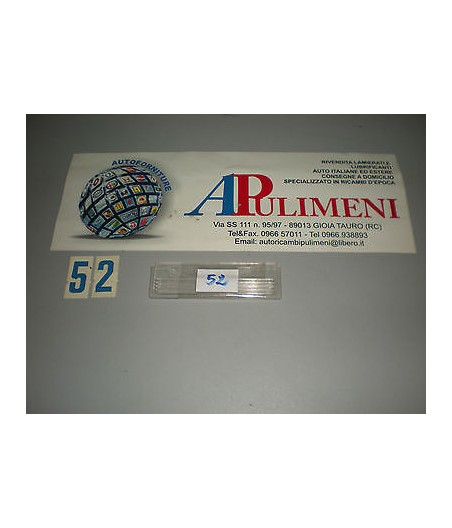 AUTOFORNITURE
RIVENDITA LAMIERATI E
LUBRIFICANTI
AUTO ITALIANE ED ESTERE
CONSEGNE A DOMICILIO
SPECIALIZZATO IN RICAMBI D'EPOCA
APULIMENI
Via SS 111 n. 95/97 - 89013 GIOIA TAURO (RC)
Tel&Fax. 0966 57011 - Tel 0966.938893
Email: autoricambipulimeni@libero.it
52
52